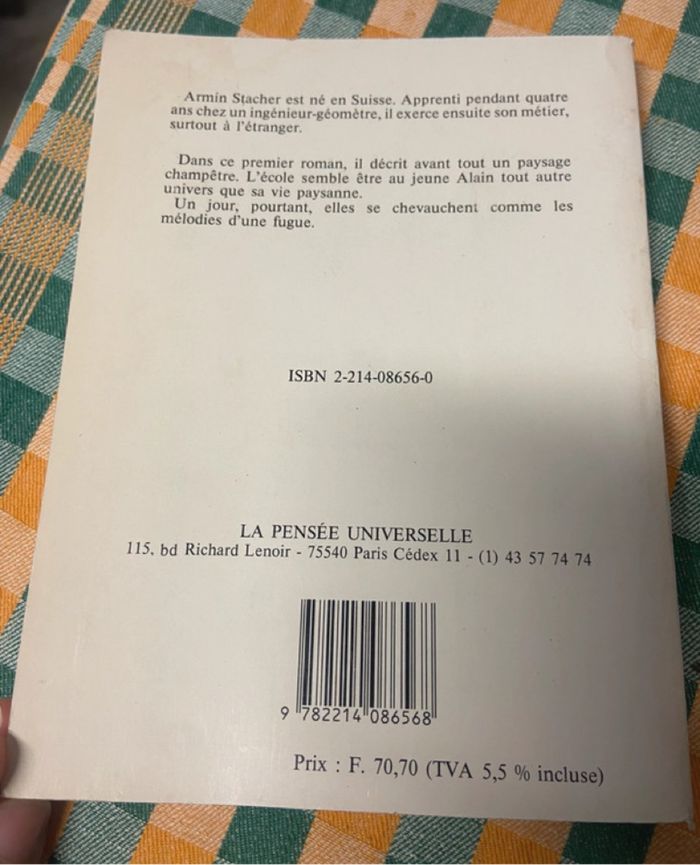 Armin Stacher est né en Suisse. Apprenti pendant quatre
ans chez un ingénieur-géomètre, il exerce ensuite son métier,
surtout à l'étranger.
Dans ce premier roman, il décrit avant tout un paysage
champêtre. L'école semble être au jeune Alain tout autre
univers que sa vie paysanne.
Un jour, pourtant, elles se chevauchent comme les
mélodies d'une fugue.
ISBN 2-214-08656-0
LA PENSÉE UNIVERSELLE
115, bd Richard Lenoir - 75540 Paris Cédex 11 - (1) 43 57 74 74
9 782214 086568
Prix : F. 70,70 (TVA 5,5 % incluse)